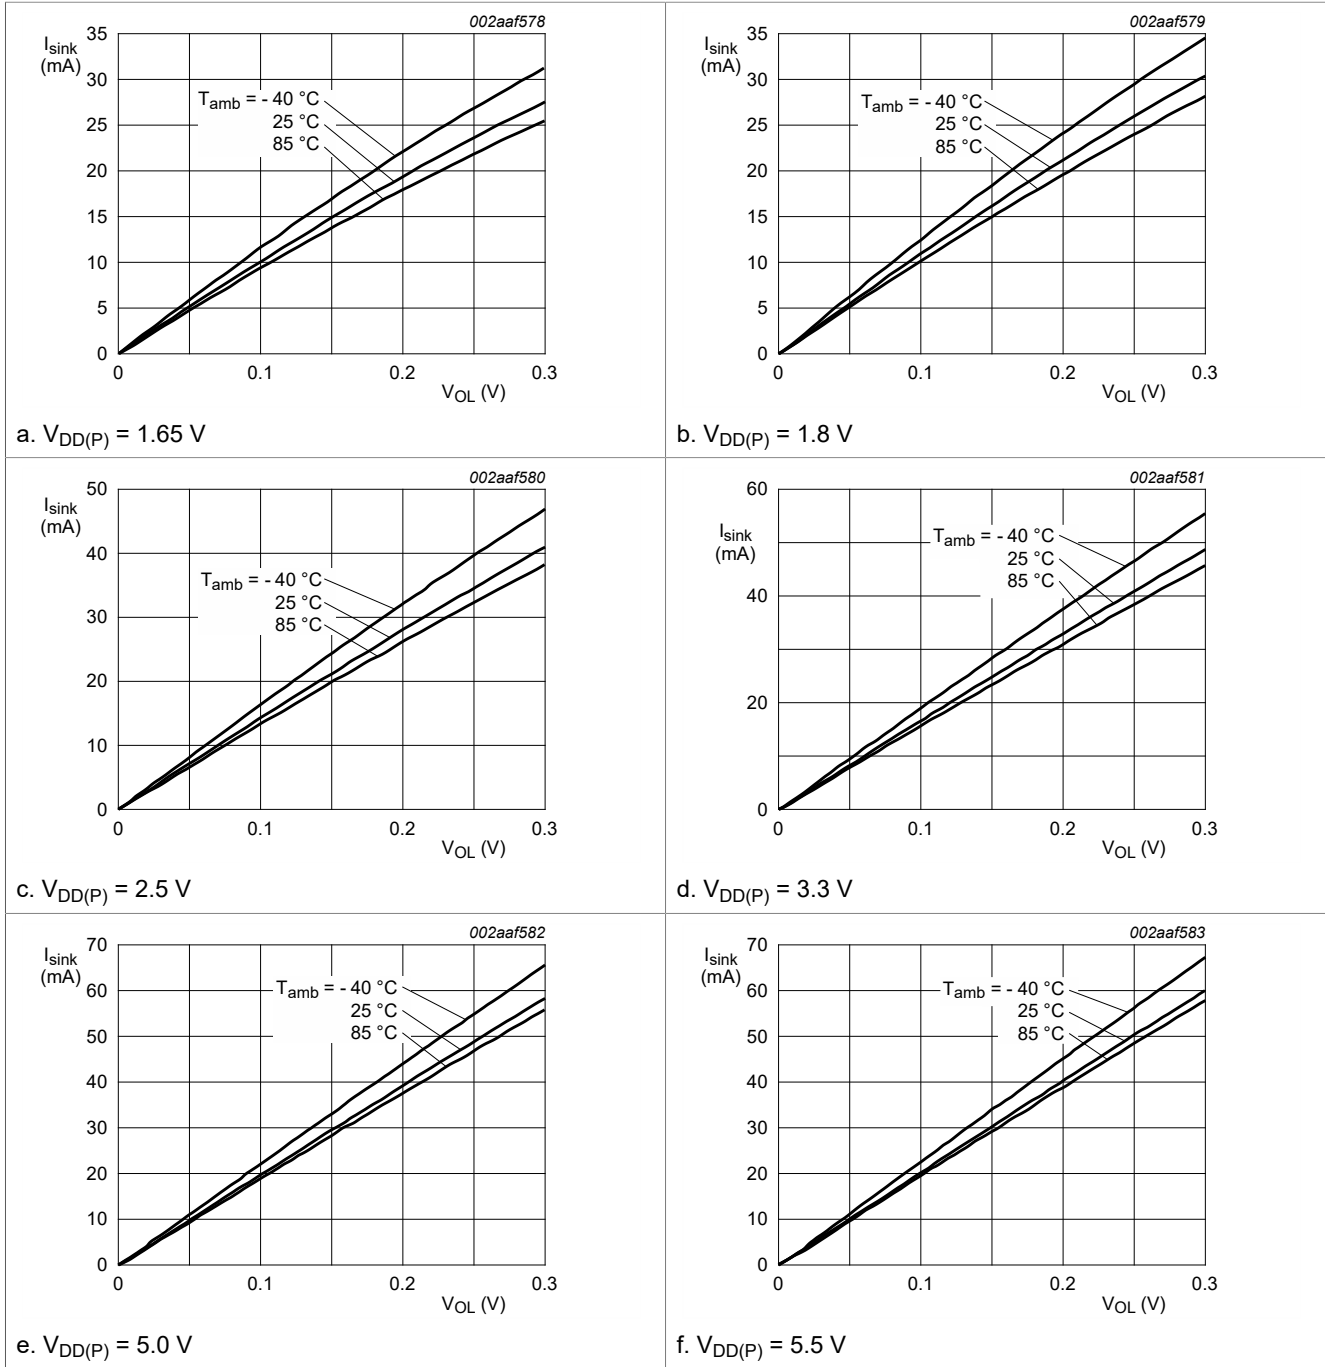 002aaf578
I_sink
(mA)
35
30
25
20
15
10
5
0
T_amb = - 40 °C
25 °C
85 °C
0 0.1 0.2 0.3
V_OL (V)
a. V_DD(P) = 1.65 V
002aaf579
I_sink
(mA)
35
30
25
20
15
10
5
0
T_amb = - 40 °C
25 °C
85 °C
0 0.1 0.2 0.3
V_OL (V)
b. V_DD(P) = 1.8 V
002aaf580
I_sink
(mA)
50
40
30
20
10
0
T_amb = - 40 °C
25 °C
85 °C
0 0.1 0.2 0.3
V_OL (V)
c. V_DD(P) = 2.5 V
002aaf581
I_sink
(mA)
60
40
20
0
T_amb = - 40 °C
25 °C
85 °C
0 0.1 0.2 0.3
V_OL (V)
d. V_DD(P) = 3.3 V
002aaf582
I_sink
(mA)
70
60
50
40
30
20
10
0
T_amb = - 40 °C
25 °C
85 °C
0 0.1 0.2 0.3
V_OL (V)
e. V_DD(P) = 5.0 V
002aaf583
I_sink
(mA)
70
60
50
40
30
20
10
0
T_amb = - 40 °C
25 °C
85 °C
0 0.1 0.2 0.3
V_OL (V)
f. V_DD(P) = 5.5 V